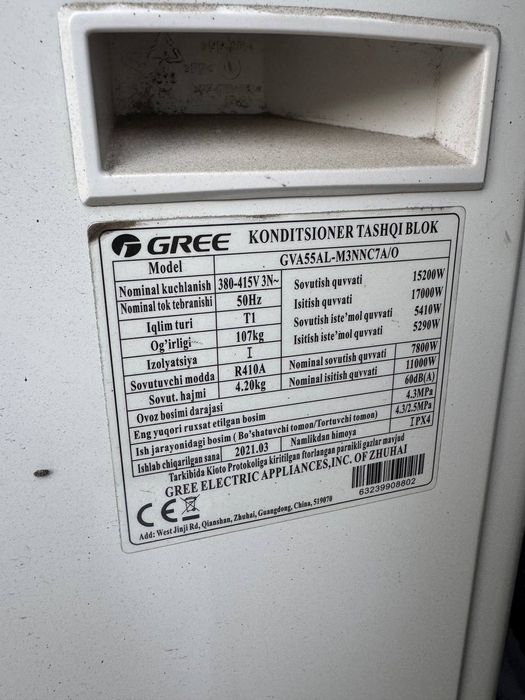 GREE KONDITSIONER TASHQI BLOK
Model GVA55AL-M3NNC7A/O
Nominal kuchlanish 380-415V 3N~
Nominal tok tebranishi 50Hz
Iqlim turi T1
Og'irligi 107kg
Izolyatsiya I
Sovutuvchi modda R410A
Sovut. hajmi 4.20kg
Sovutish quvvati 15200W
Isitish quvvati 17000W
Sovutish iste'mol quvvati 5410W
Isitish iste'mol quvvati 5290W
Nominal sovutish quvvati 7800W
Nominal isitish quvvati 11000W
Ovoz bosimi darajasi 60dB(A)
Eng yuqori ruxsat etilgan bosim 4.3MPa
Ish jarayonidagi bosim (Bo'shatuvchi tomon/Tortuvchi tomon) 4.3/2.5MPa
Ishlab chiqarilgan sana 2021.03 Namlikdan himoya IPX4
Tarkibida Kioto Protokoliga kiritilgan ftorlangan parnikli gazlar mavjud
GREE ELECTRIC APPLIANCES,INC. OF ZHUHAI
CE
63239908802
Add: West Jinji Rd, Qianshan, Zhuhai, Guangdong, China, 519070